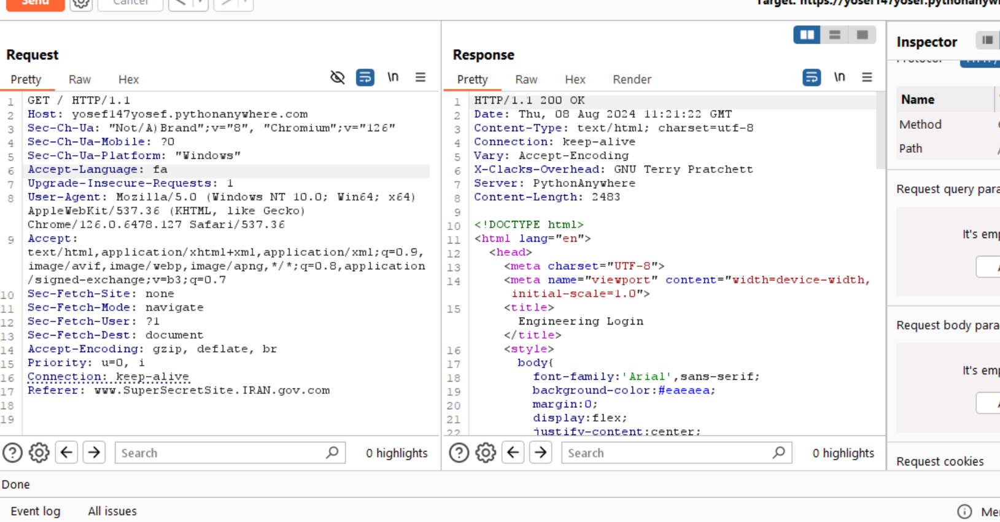 Send
Cancel
Target: https://yosef147yosef.pythonanyw
Request
Pretty Raw Hex
\n
1 GET / HTTP/1.1
2 Host: yosef147yosef.pythonanywhere.com
3 Sec-Ch-Ua: "Not/A)Brand";v="8", "Chromium";v="126"
4 Sec-Ch-Ua-Mobile: ?0
5 Sec-Ch-Ua-Platform: "Windows"
6 Accept-Language: fa
7 Upgrade-Insecure-Requests: 1
8 User-Agent: Mozilla/5.0 (Windows NT 10.0; Win64; x64)
AppleWebKit/537.36 (KHTML, like Gecko)
Chrome/126.0.6478.127 Safari/537.36
9 Accept:
text/html,application/xhtml+xml,application/xml;q=0.9,
image/avif,image/webp,image/apng,*/*;q=0.8,application
/signed-exchange;v=b3;q=0.7
10 Sec-Fetch-Site: none
11 Sec-Fetch-Mode: navigate
12 Sec-Fetch-User: ?1
13 Sec-Fetch-Dest: document
14 Accept-Encoding: gzip, deflate, br
15 Priority: u=0, i
16 Connection: keep-alive
17 Referer: www.SuperSecretSite.IRAN.gov.com
18
19
Search
0 highlights
Response
Pretty Raw Hex Render
\n
1 HTTP/1.1 200 OK
2 Date: Thu, 08 Aug 2024 11:21:22 GMT
3 Content-Type: text/html; charset=utf-8
4 Connection: keep-alive
5 Vary: Accept-Encoding
6 X-Clacks-Overhead: GNU Terry Pratchett
7 Server: PythonAnywhere
8 Content-Length: 2483
9
10 <!DOCTYPE html>
11 <html lang="en">
12 <head>
13 <meta charset="UTF-8">
14 <meta name="viewport" content="width=device-width,
initial-scale=1.0">
15 <title>
Engineering Login
</title>
16 <style>
17 body{
18 font-family:'Arial',sans-serif;
19 background-color:#eaeaea;
20 margin:0;
21 display:flex;
22 justify-content:center;
Search
0 highlights
Inspector
Protocol
Name
Method
Path
Request query para
It's emp
Request body para
It's emp
Request cookies
Done
Event log
All issues
Me